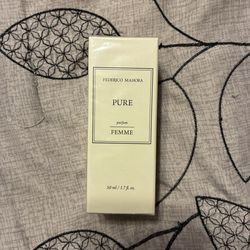 FEDERICO MAHORA
PURE
parfum
FEMME
50 ml / 1.7 fl. oz.